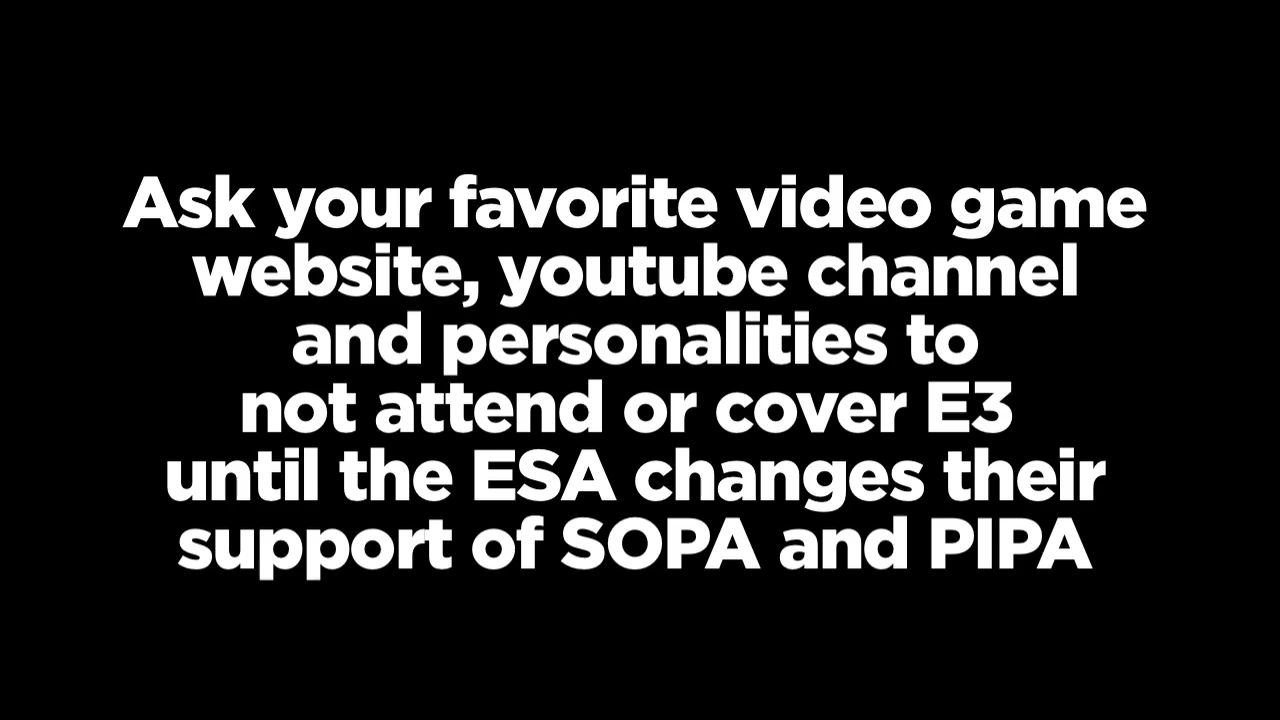 Ask your favorite video game
website, youtube channel
and personalities to
not attend or cover E3
until the ESA changes their
support of SOPA and PIPA